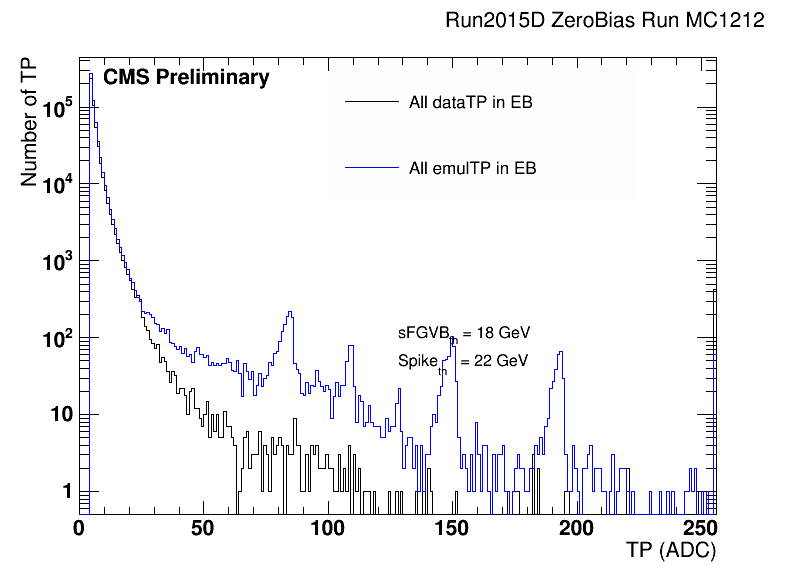 Run2015D ZeroBias Run MC1212
CMS Preliminary
Number of TP
All dataTP in EB
All emulTP in EB
sFGVB_th = 18 GeV
Spike_th = 22 GeV
10^5
10^4
10^3
10^2
10
1
0 50 100 150 200 250
TP (ADC)